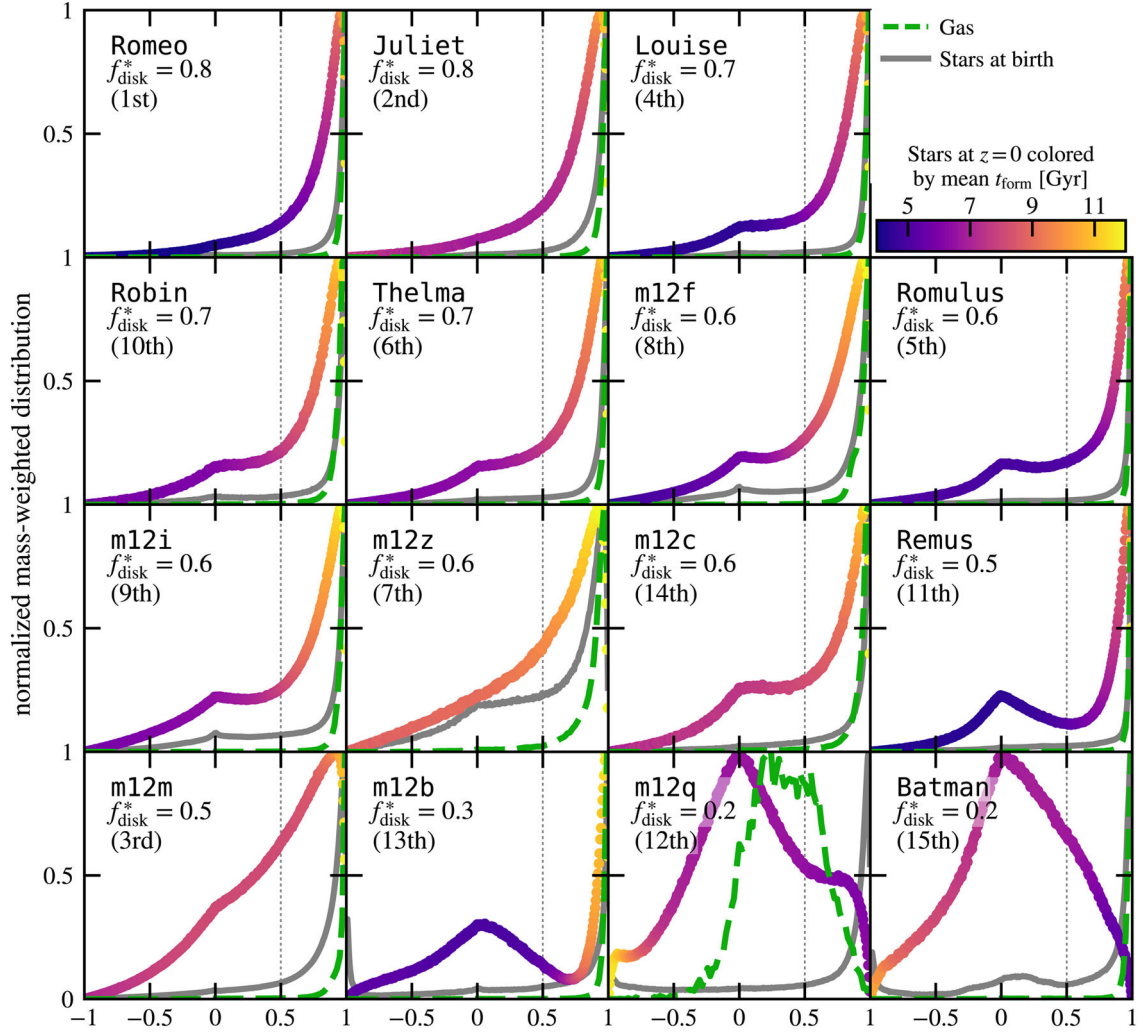 1
Romeo
f*disk = 0.8
(1st)
Juliet
f*disk = 0.8
(2nd)
Louise
f*disk = 0.7
(4th)
Gas
Stars at birth
Stars at z = 0 colored
by mean tform [Gyr]
5 7 9 11
0.5
1
Robin
f*disk = 0.7
(10th)
Thelma
f*disk = 0.7
(6th)
m12f
f*disk = 0.6
(8th)
Romulus
f*disk = 0.6
(5th)
0.5
1
normalized mass-weighted distribution
m12i
f*disk = 0.6
(9th)
m12z
f*disk = 0.6
(7th)
m12c
f*disk = 0.6
(14th)
Remus
f*disk = 0.5
(11th)
0.5
1
m12m
f*disk = 0.5
(3rd)
m12b
f*disk = 0.3
(13th)
m12q
f*disk = 0.2
(12th)
Batman
f*disk = 0.2
(15th)
0.5
0
−1 −0.5 0 0.5 1 −0.5 0 0.5 1 −0.5 0 0.5 1 −0.5 0 0.5 1